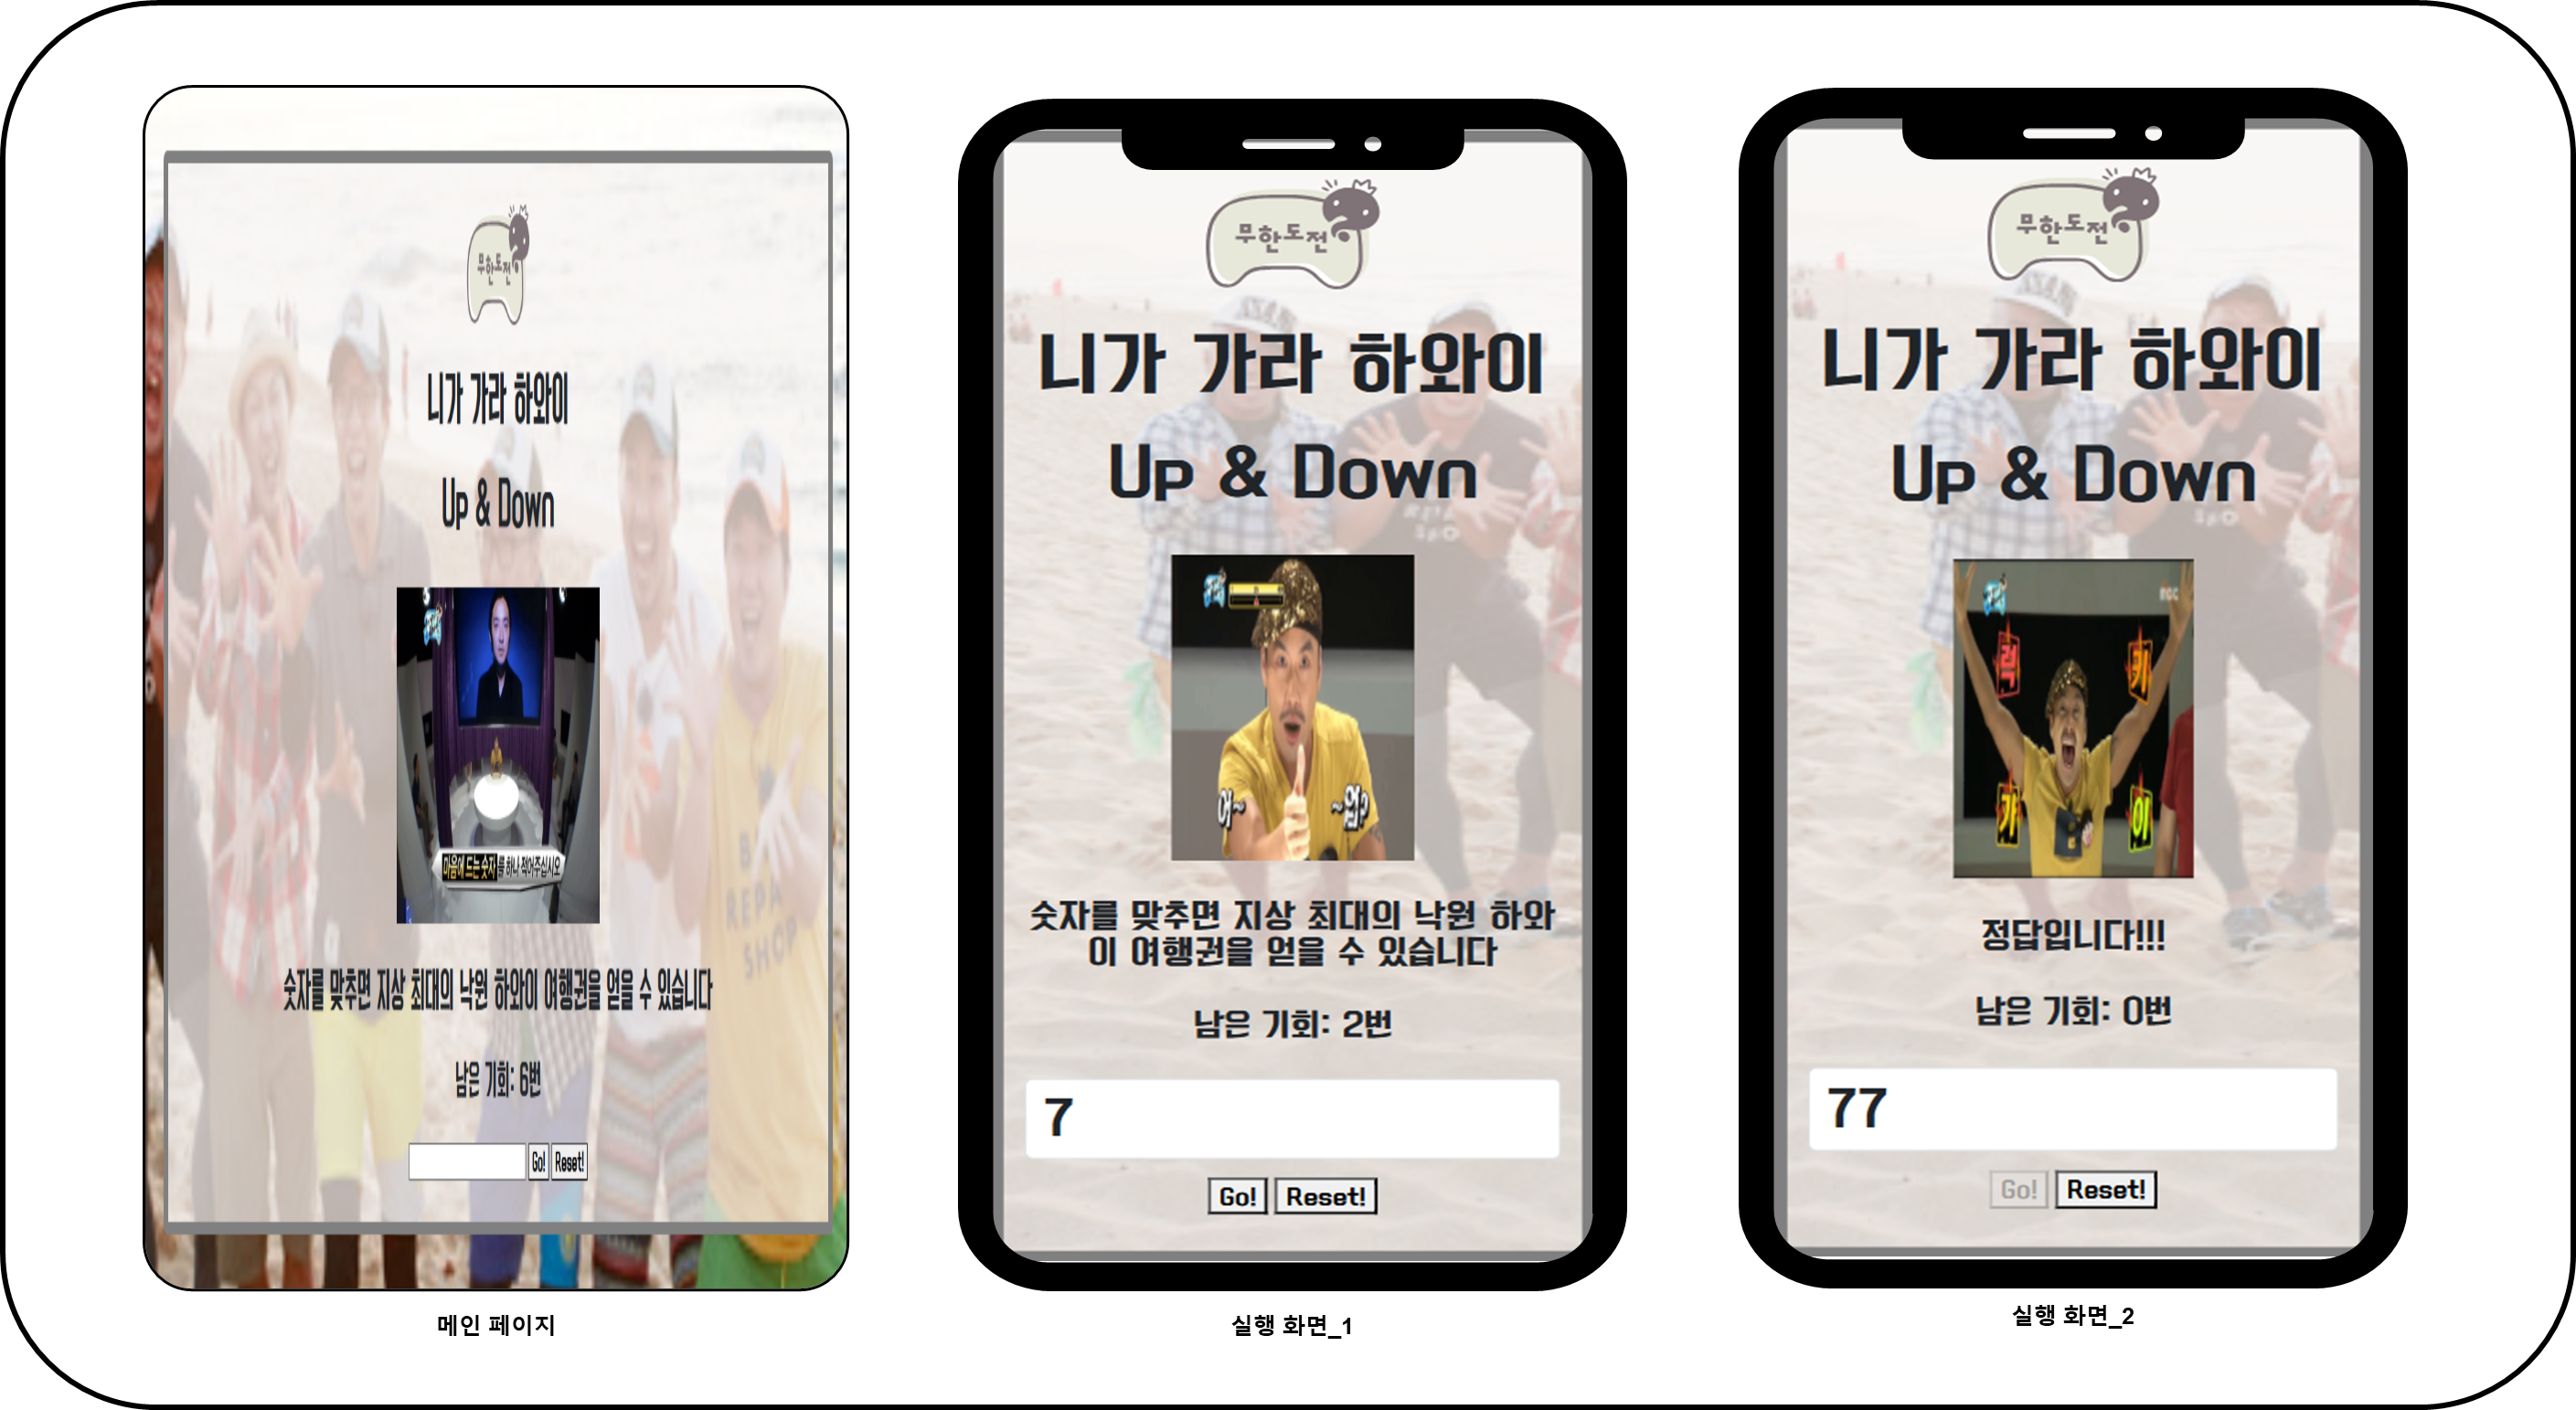 무한도전
니가 가라 하와이
Up & Down
마음에 드는 숫자를 하나 적어주십시오
숫자를 맞추면 지상 최대의 낙원 하와이 여행권을 얻을 수 있습니다
남은 기회: 6번
Go! Reset!
메인 페이지
무한도전
니가 가라 하와이
Up & Down
어~ ~업?
숫자를 맞추면 지상 최대의 낙원 하와
이 여행권을 얻을 수 있습니다
남은 기회: 2번
7
Go! Reset!
실행 화면_1
무한도전
니가 가라 하와이
Up & Down
럭 키
가 이
정답입니다!!!
남은 기회: 0번
77
Go! Reset!
실행 화면_2